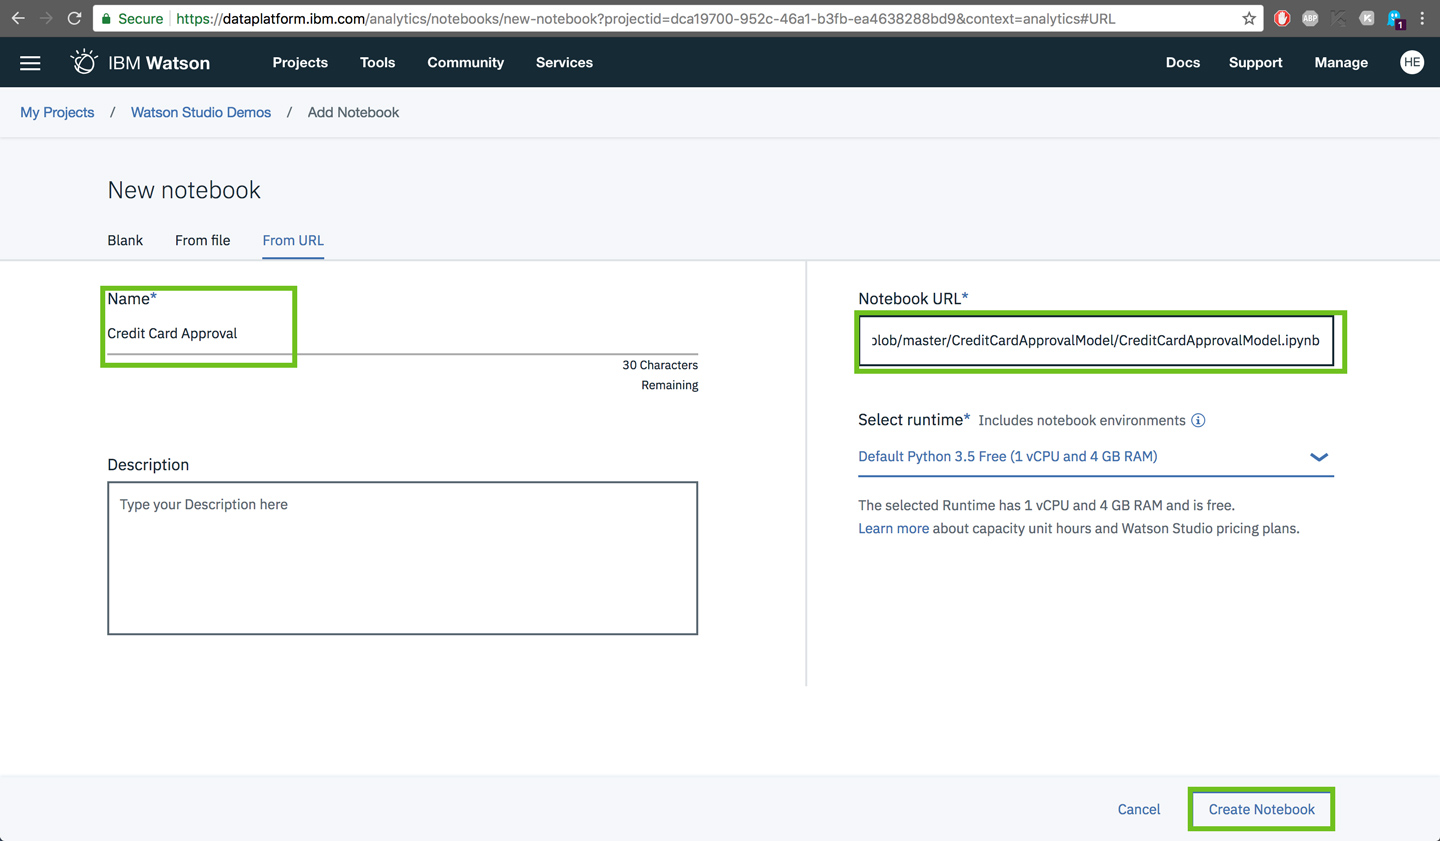 Secure https://dataplatform.ibm.com/analytics/notebooks/new-notebook?projectid=dca19700-952c-46a1-b3fb-ea4638288bd9&context=analytics#URL ABP K 1
IBM Watson Projects Tools Community Services Docs Support Manage HE
My Projects / Watson Studio Demos / Add Notebook
New notebook
Blank From file From URL
Name*
Credit Card Approval
30 Characters
Remaining
Description
Type your Description here
Notebook URL*
blob/master/CreditCardApprovalModel/CreditCardApprovalModel.ipynb
Select runtime* Includes notebook environments
Default Python 3.5 Free (1 vCPU and 4 GB RAM)
The selected Runtime has 1 vCPU and 4 GB RAM and is free.
Learn more about capacity unit hours and Watson Studio pricing plans.
Cancel Create Notebook